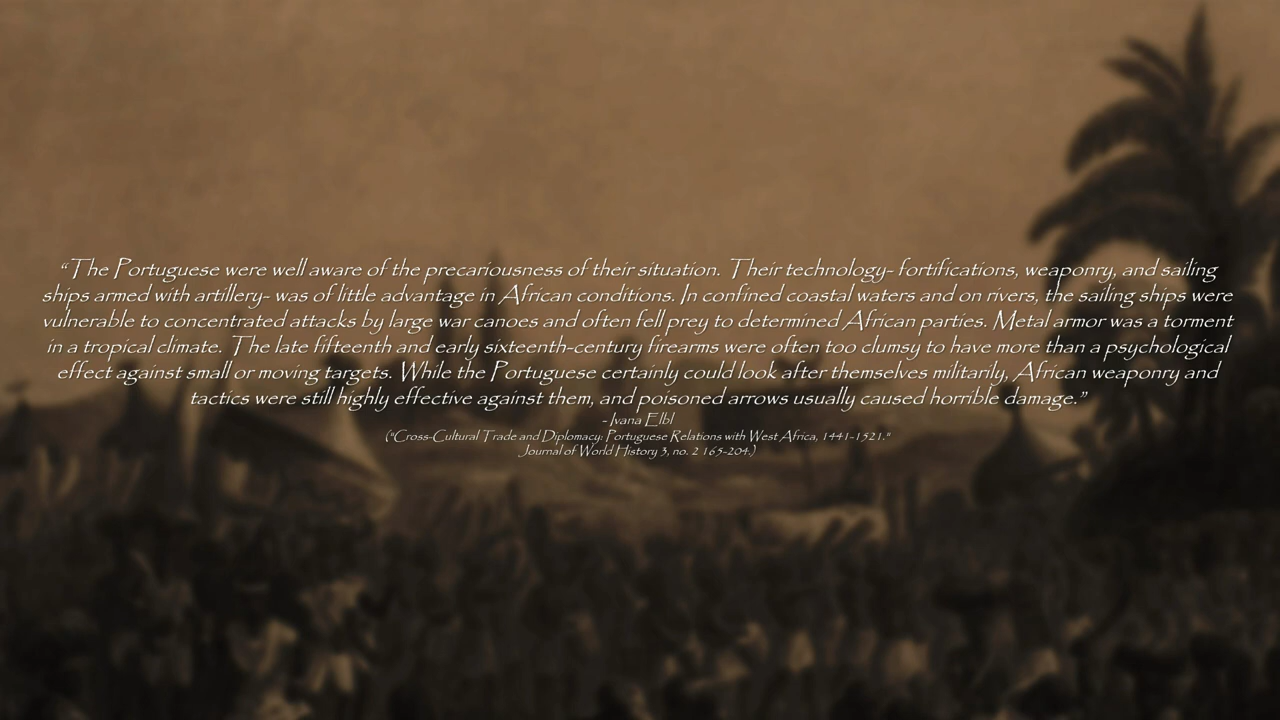 “The Portuguese were well aware of the precariousness of their situation. Their technology- fortifications, weaponry, and sailing
ships armed with artillery- was of little advantage in African conditions. In confined coastal waters and on rivers, the sailing ships were
vulnerable to concentrated attacks by large war canoes and often fell prey to determined African parties. Metal armor was a torment
in a tropical climate. The late fifteenth and early sixteenth-century firearms were often too clumsy to have more than a psychological
effect against small or moving targets. While the Portuguese certainly could look after themselves militarily, African weaponry and
tactics were still highly effective against them, and poisoned arrows usually caused horrible damage.”
- Ivana Elbl
("Cross-Cultural Trade and Diplomacy: Portuguese Relations with West Africa, 1441-1521."
Journal of World History 3, no. 2 165-204.)